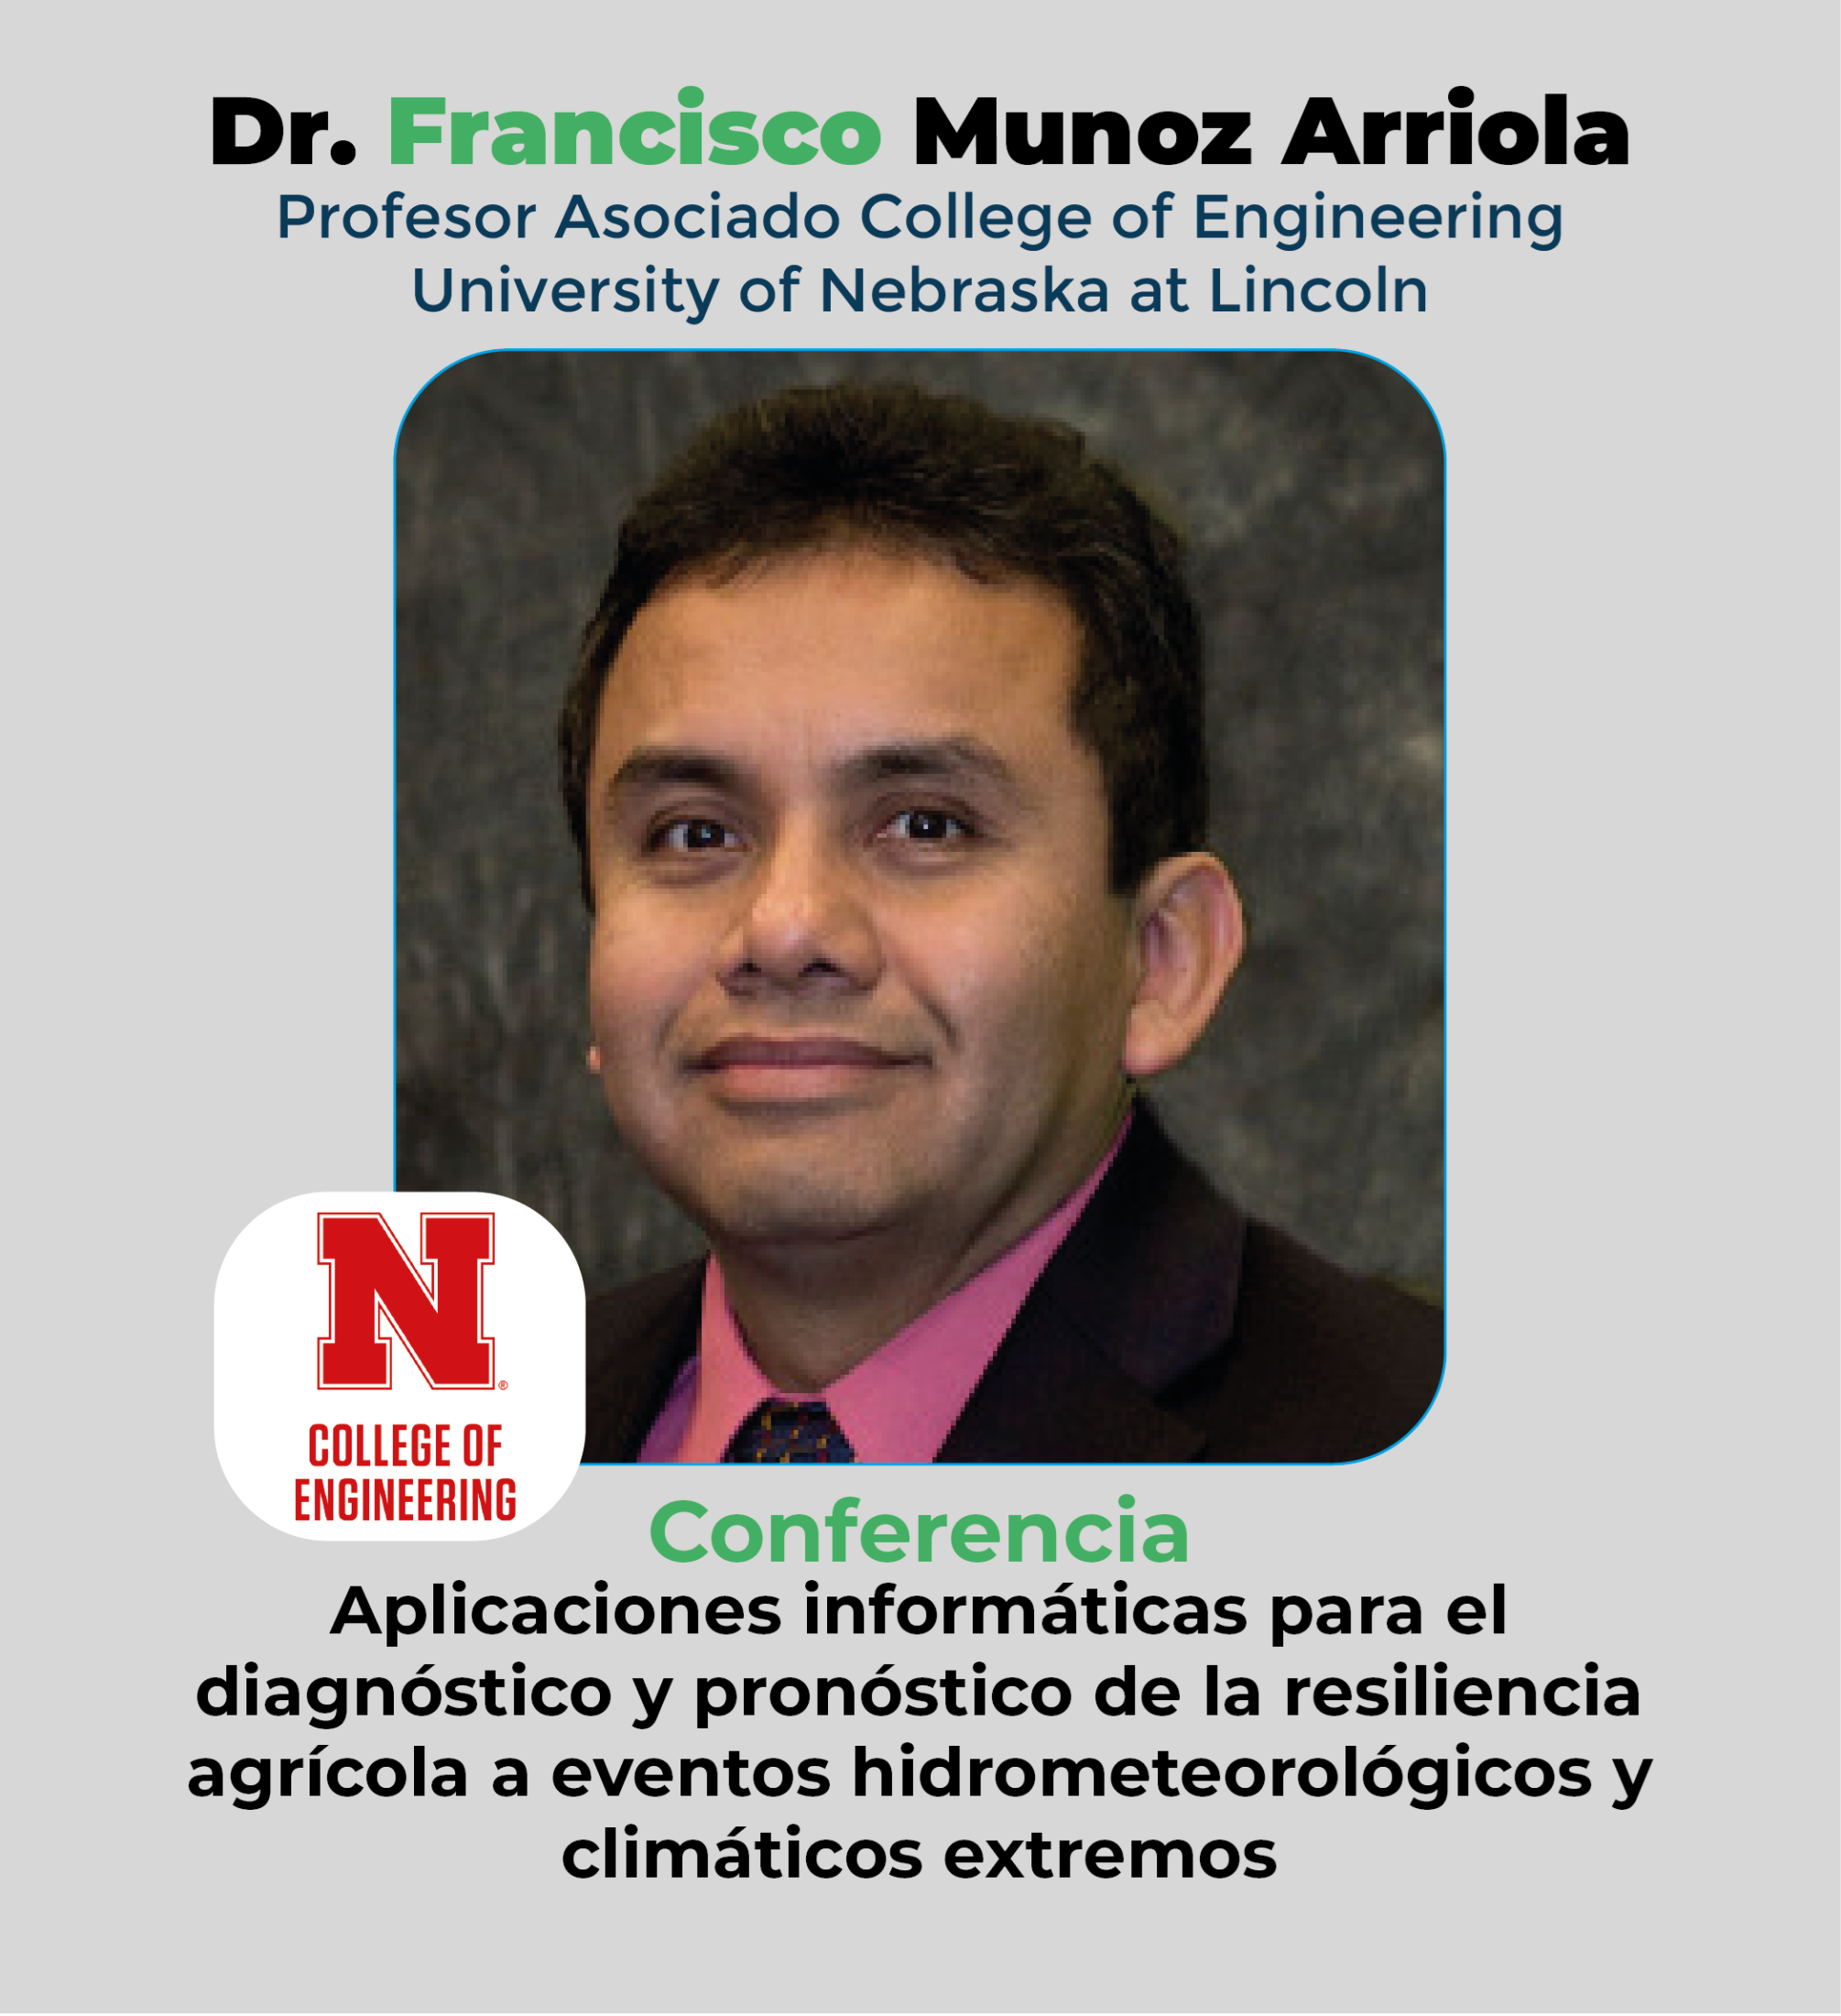 Dr. Francisco Munoz Arriola
Profesor Asociado College of Engineering
University of Nebraska at Lincoln
N®
COLLEGE OF
ENGINEERING
Conferencia
Aplicaciones informáticas para el
diagnóstico y pronóstico de la resiliencia
agrícola a eventos hidrometeorológicos y
climáticos extremos